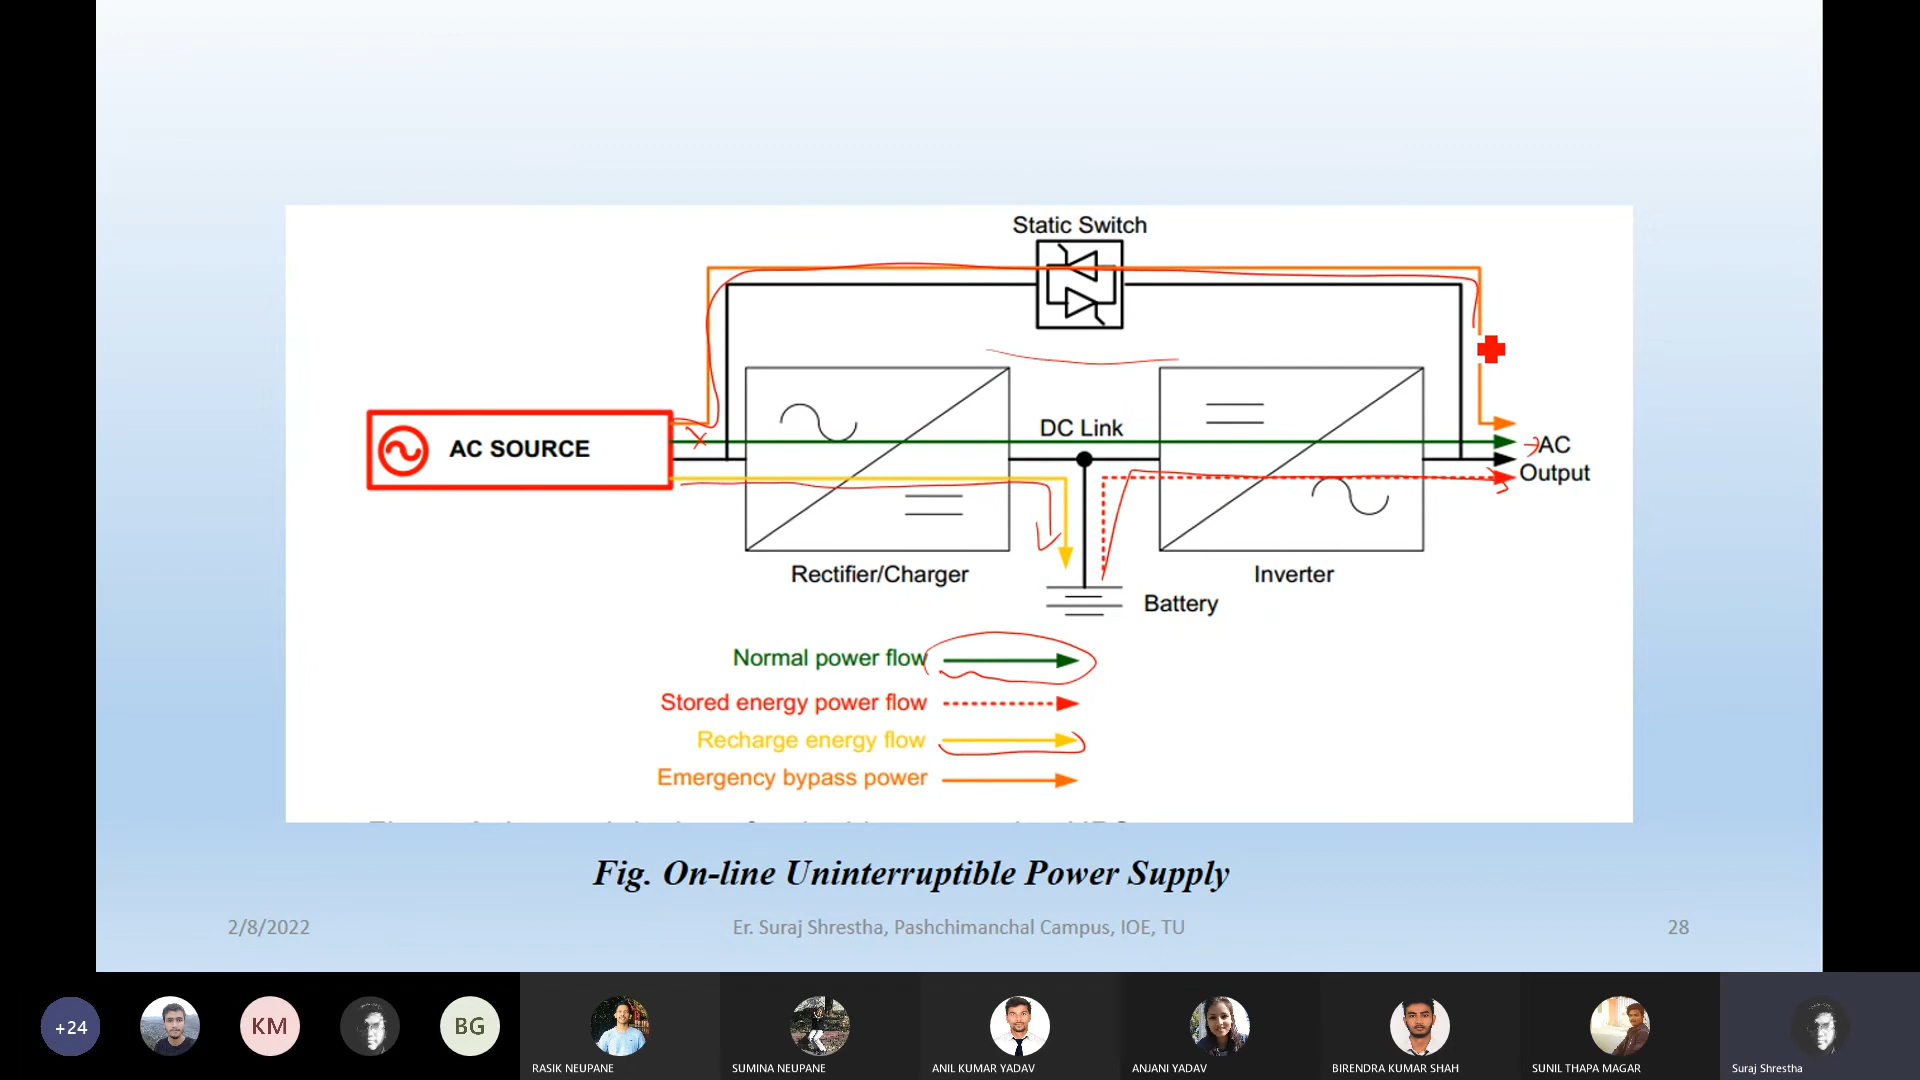 Static Switch
AC SOURCE
DC Link
AC
Output
Rectifier/Charger
Inverter
Battery
Normal power flow
Stored energy power flow
Recharge energy flow
Emergency bypass power
Fig. On-line Uninterruptible Power Supply
2/8/2022
Er. Suraj Shrestha, Pashchimanchal Campus, IOE, TU
28
+24
KM
BG
RASIK NEUPANE
SUMINA NEUPANE
ANIL KUMAR YADAV
ANJANI YADAV
BIRENDRA KUMAR SHAH
SUNIL THAPA MAGAR
Suraj Shrestha